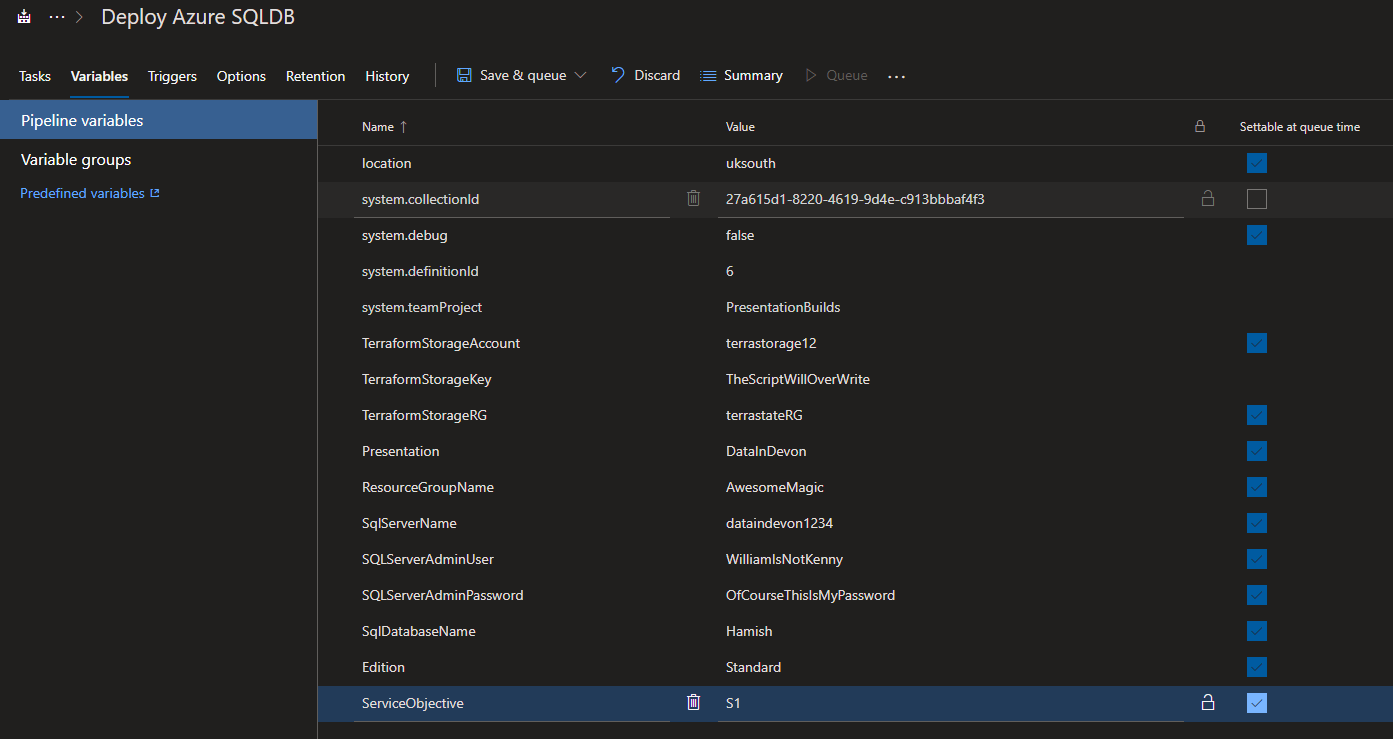 ··· > Deploy Azure SQLDB
Tasks Variables Triggers Options Retention History Save & queue Discard Summary Queue ···
Pipeline variables
Variable groups
Predefined variables
Name ↑ Value Settable at queue time
location uksouth
system.collectionId 27a615d1-8220-4619-9d4e-c913bbbaf4f3
system.debug false
system.definitionId 6
system.teamProject PresentationBuilds
TerraformStorageAccount terrastorage12
TerraformStorageKey TheScriptWillOverWrite
TerraformStorageRG terrastateRG
Presentation DataInDevon
ResourceGroupName AwesomeMagic
SqlServerName dataindevon1234
SQLServerAdminUser WilliamIsNotKenny
SQLServerAdminPassword OfCourseThisIsMyPassword
SqlDatabaseName Hamish
Edition Standard
ServiceObjective S1